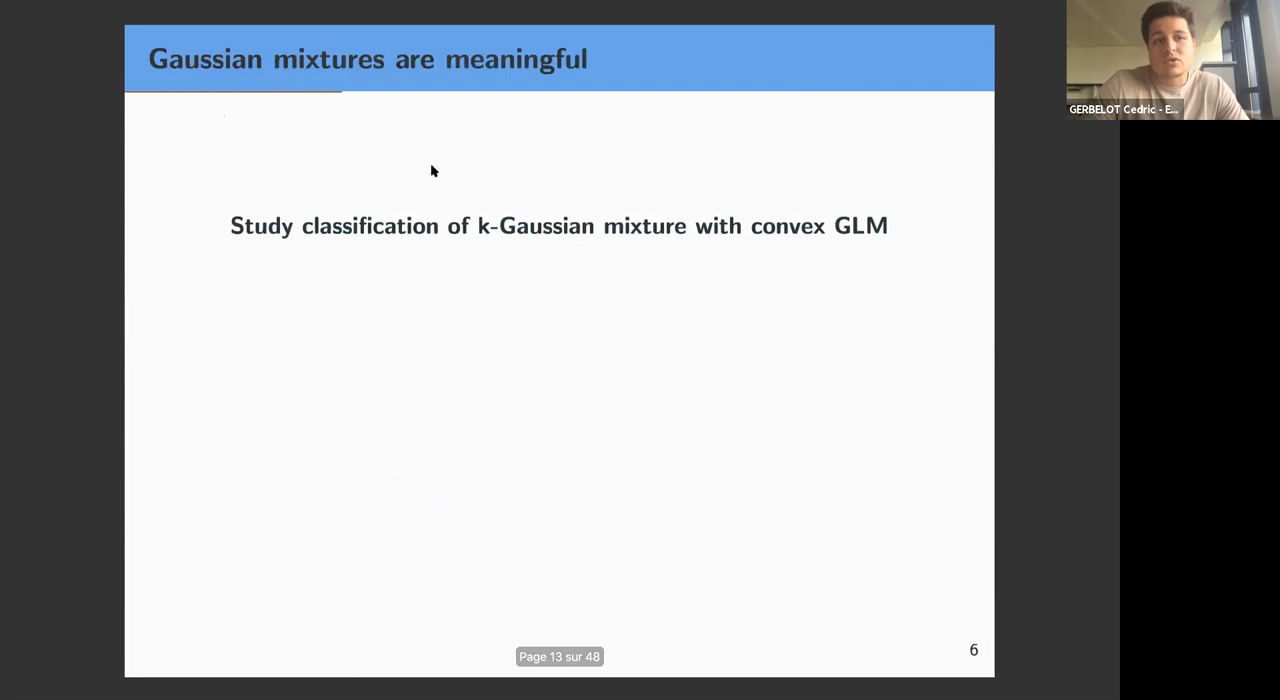 Gaussian mixtures are meaningful
GERBELOT Cedric - E...
Study classification of k-Gaussian mixture with convex GLM
Page 13 sur 48
6